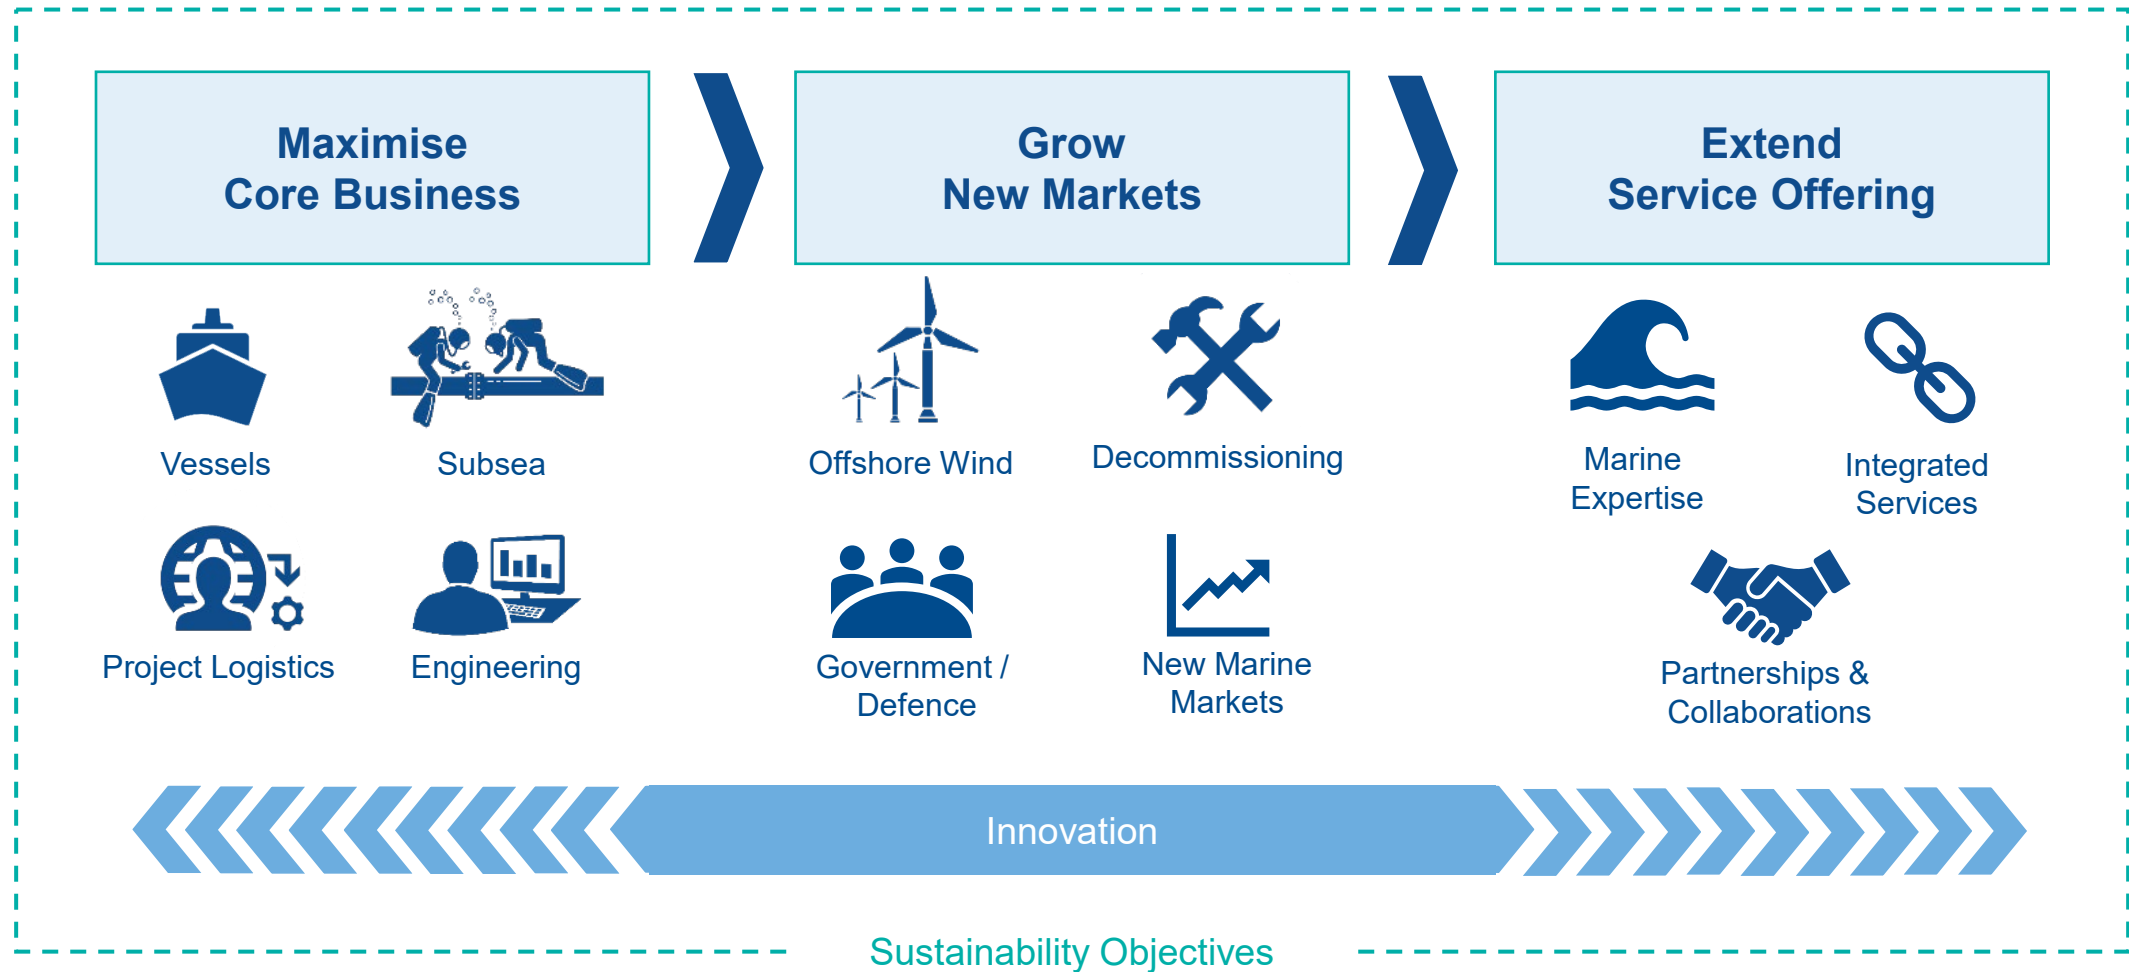 Maximise
Core Business
Grow
New Markets
Extend
Service Offering
Vessels
Subsea
Project Logistics
Engineering
Offshore Wind
Decommissioning
Government /
Defence
New Marine
Markets
Marine
Expertise
Integrated
Services
Partnerships &
Collaborations
Innovation
Sustainability Objectives